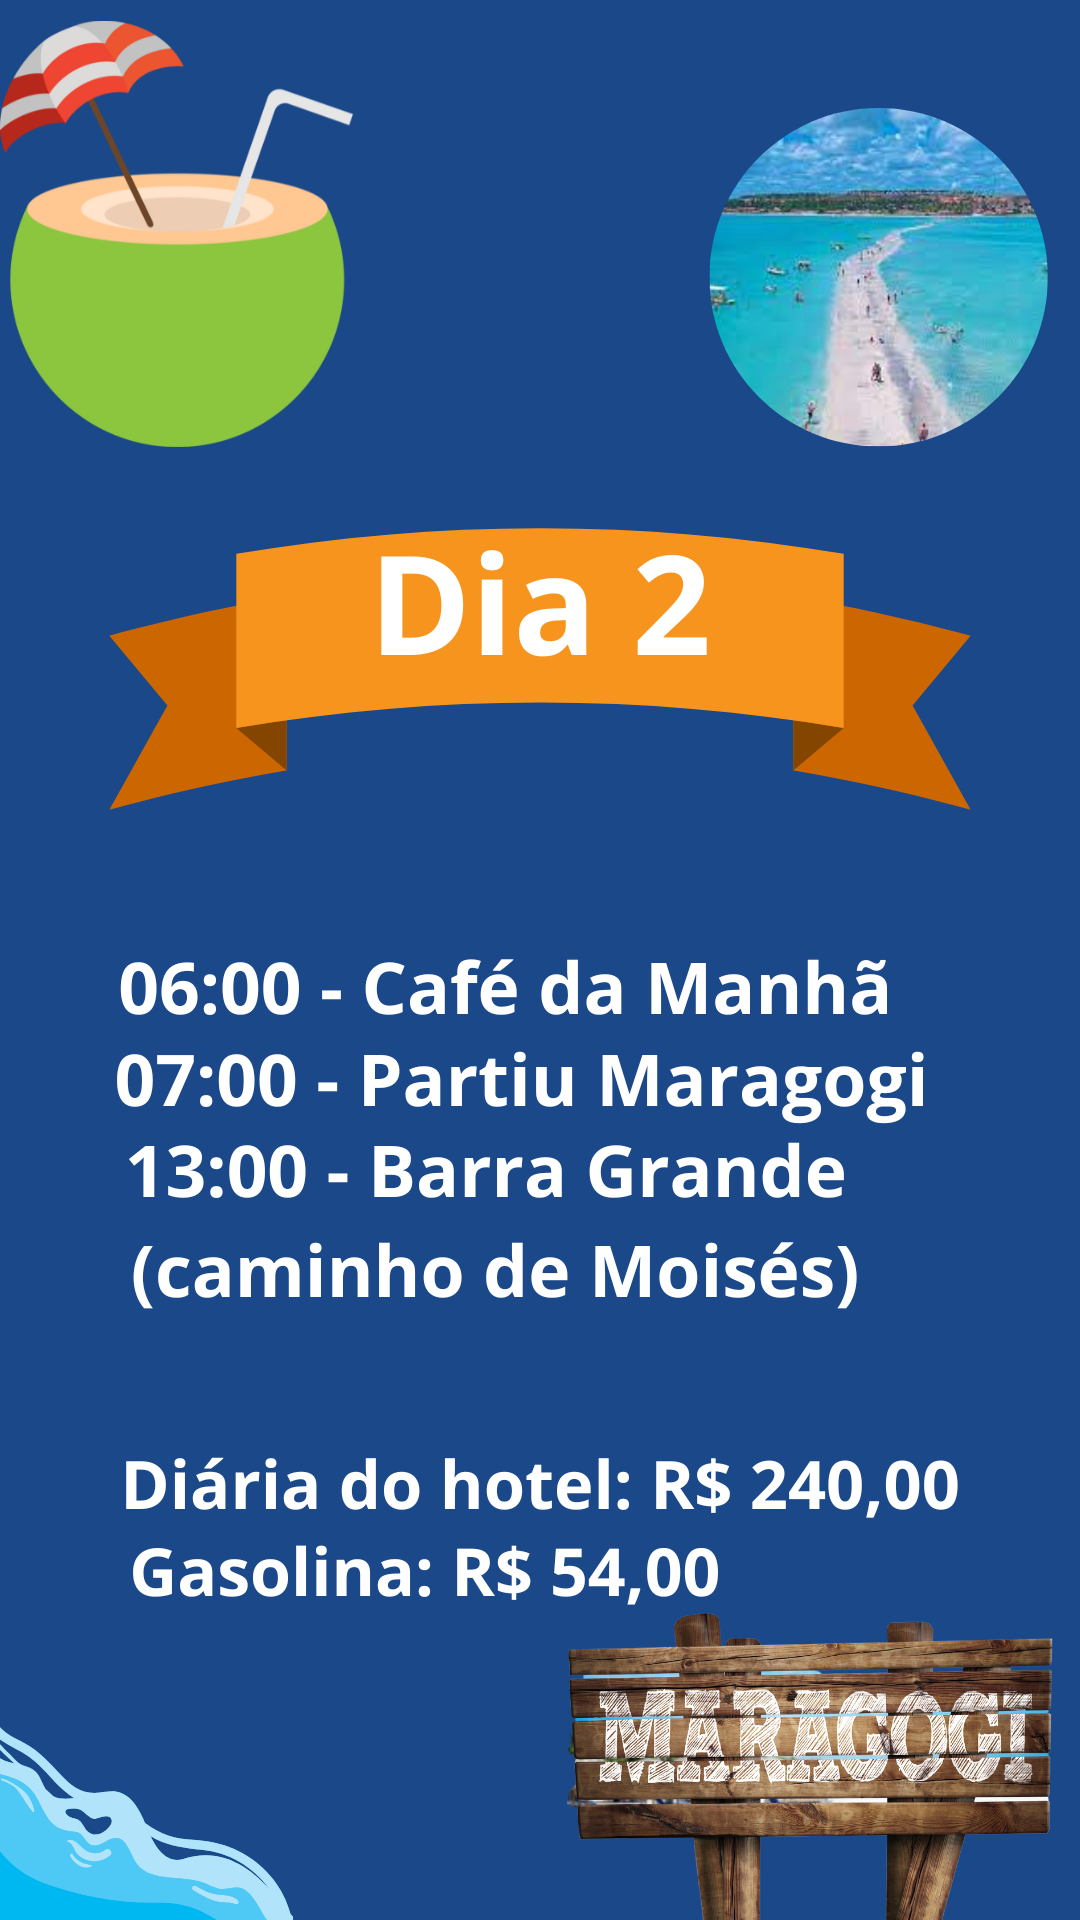 Dia 2
06:00 - Café da Manhã
07:00 - Partiu Maragogi
13:00 - Barra Grande
(caminho de Moisés)
Diária do hotel: R$ 240,00
Gasolina: R$ 54,00
MARAGOGI